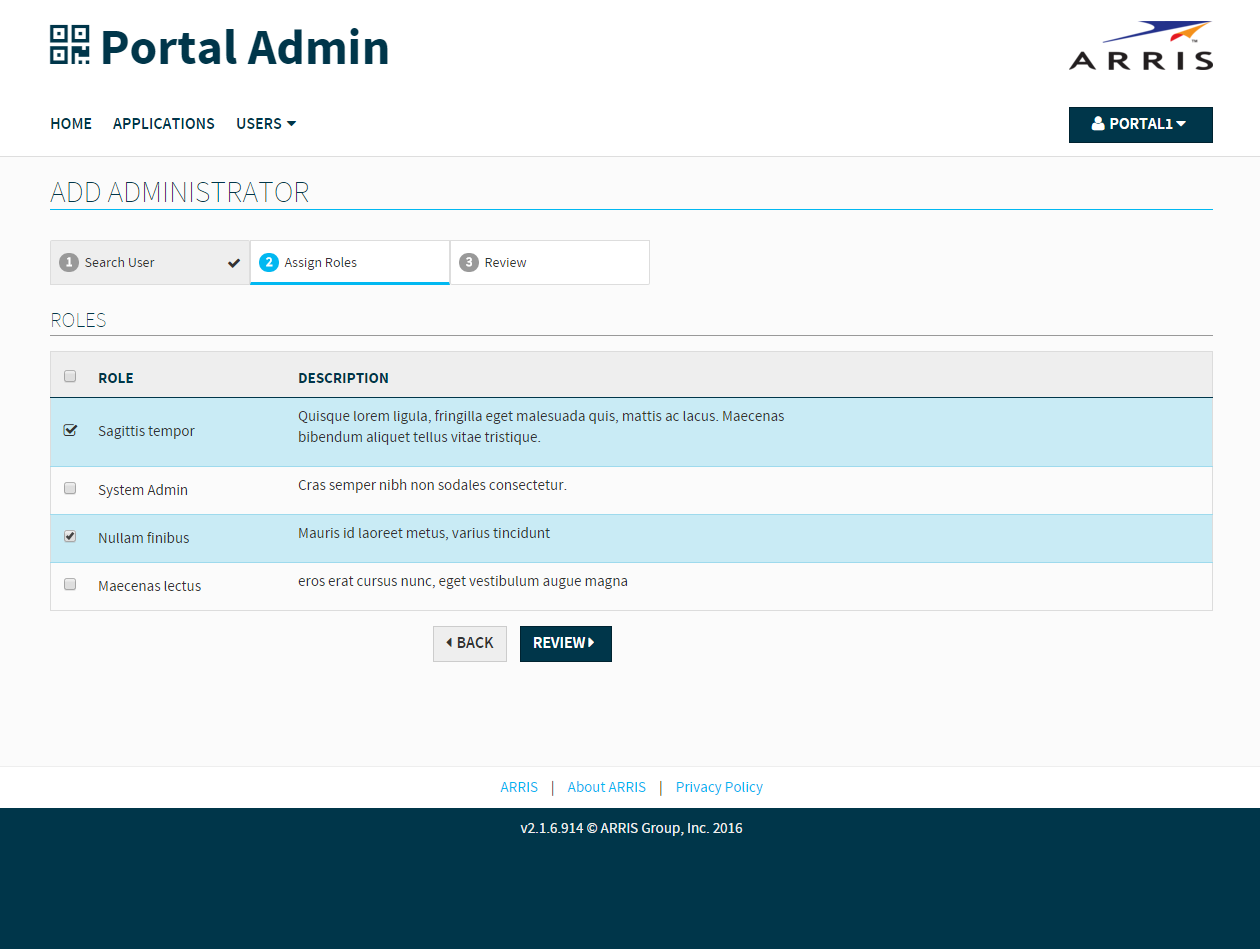 Portal Admin
ARRIS™
HOME APPLICATIONS USERS
PORTAL1
ADD ADMINISTRATOR
1 Search User
2 Assign Roles
3 Review
ROLES
ROLE DESCRIPTION
Sagittis tempor
Quisque lorem ligula, fringilla eget malesuada quis, mattis ac lacus. Maecenas
bibendum aliquet tellus vitae tristique.
System Admin
Cras semper nibh non sodales consectetur.
Nullam finibus
Mauris id laoreet metus, varius tincidunt
Maecenas lectus
eros erat cursus nunc, eget vestibulum augue magna
BACK REVIEW
ARRIS | About ARRIS | Privacy Policy
v2.1.6.914 © ARRIS Group, Inc. 2016